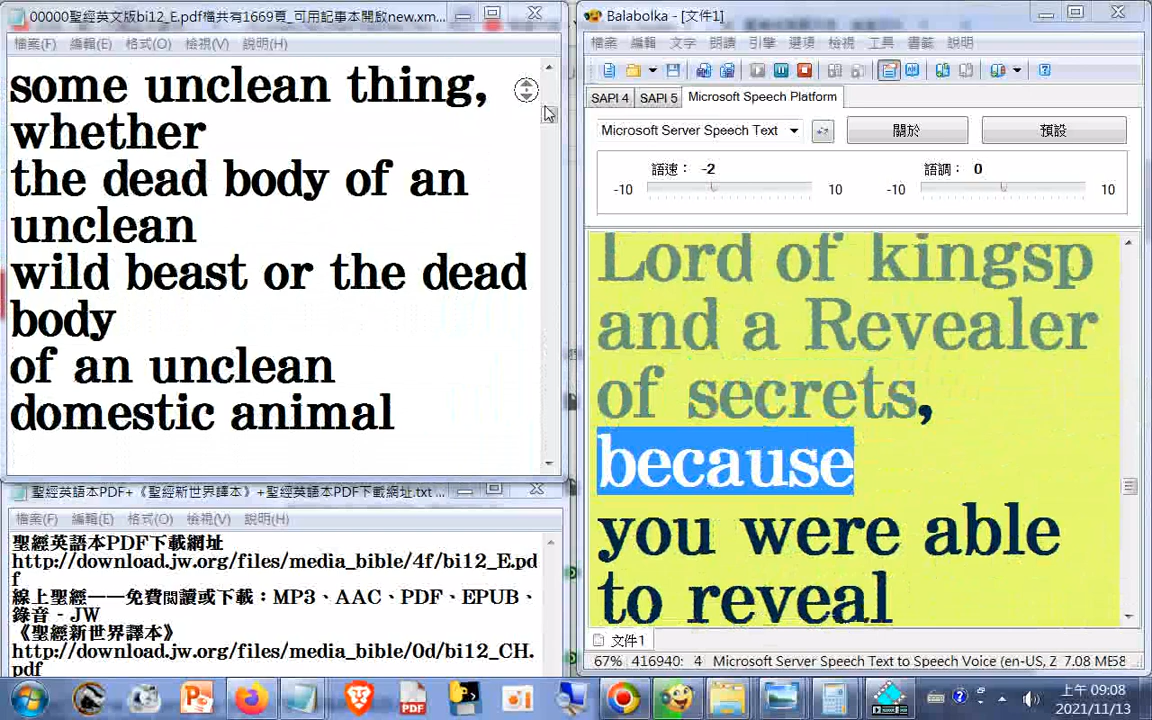 00000聖經英文版bi12_E.pdf檔共有1669頁_可用記事本開啟new.xm...
檔案(F) 編輯(E) 格式(O) 檢視(V) 說明(H)
some unclean thing,
whether
the dead body of an
unclean
wild beast or the dead
body
of an unclean
domestic animal
聖經英語本PDF+《聖經新世界譯本》+聖經英語本PDF下載網址.txt ...
檔案(F) 編輯(E) 格式(O) 檢視(V) 說明(H)
聖經英語本PDF下載網址
http://download.jw.org/files/media_bible/4f/bi12_E.pd
f
線上聖經──免費閱讀或下載：MP3、AAC、PDF、EPUB、
錄音 - JW
《聖經新世界譯本》
http://download.jw.org/files/media_bible/0d/bi12_CH.
pdf
Balabolka - [文件1]
檔案 編輯 文字 朗讀 引擎 選項 檢視 工具 書籤 說明
SAPI 4 SAPI 5 Microsoft Speech Platform
Microsoft Server Speech Text 關於 預設
語速： -2 語調： 0
-10 10 -10 10
Lord of kingsp
and a Revealer
of secrets,
because
you were able
to reveal
文件1
67% 416940: 4 Microsoft Server Speech Text to Speech Voice (en-US, Z 7.08 ME58
PDF
上午 09:08
2021/11/13